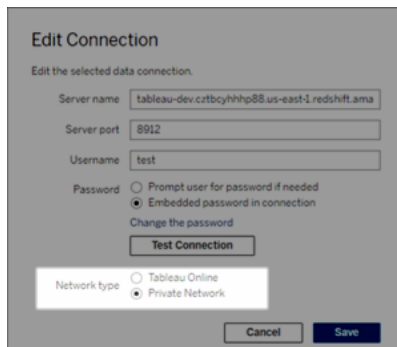 Edit Connection
Edit the selected data connection.
Server name tableau-dev.cztbcyhhhp88.us-east-1.redshift.ama
Server port 8912
Username test
Password Prompt user for password if needed
Embedded password in connection
Change the password
Test Connection
Network type Tableau Online
Private Network
Cancel Save